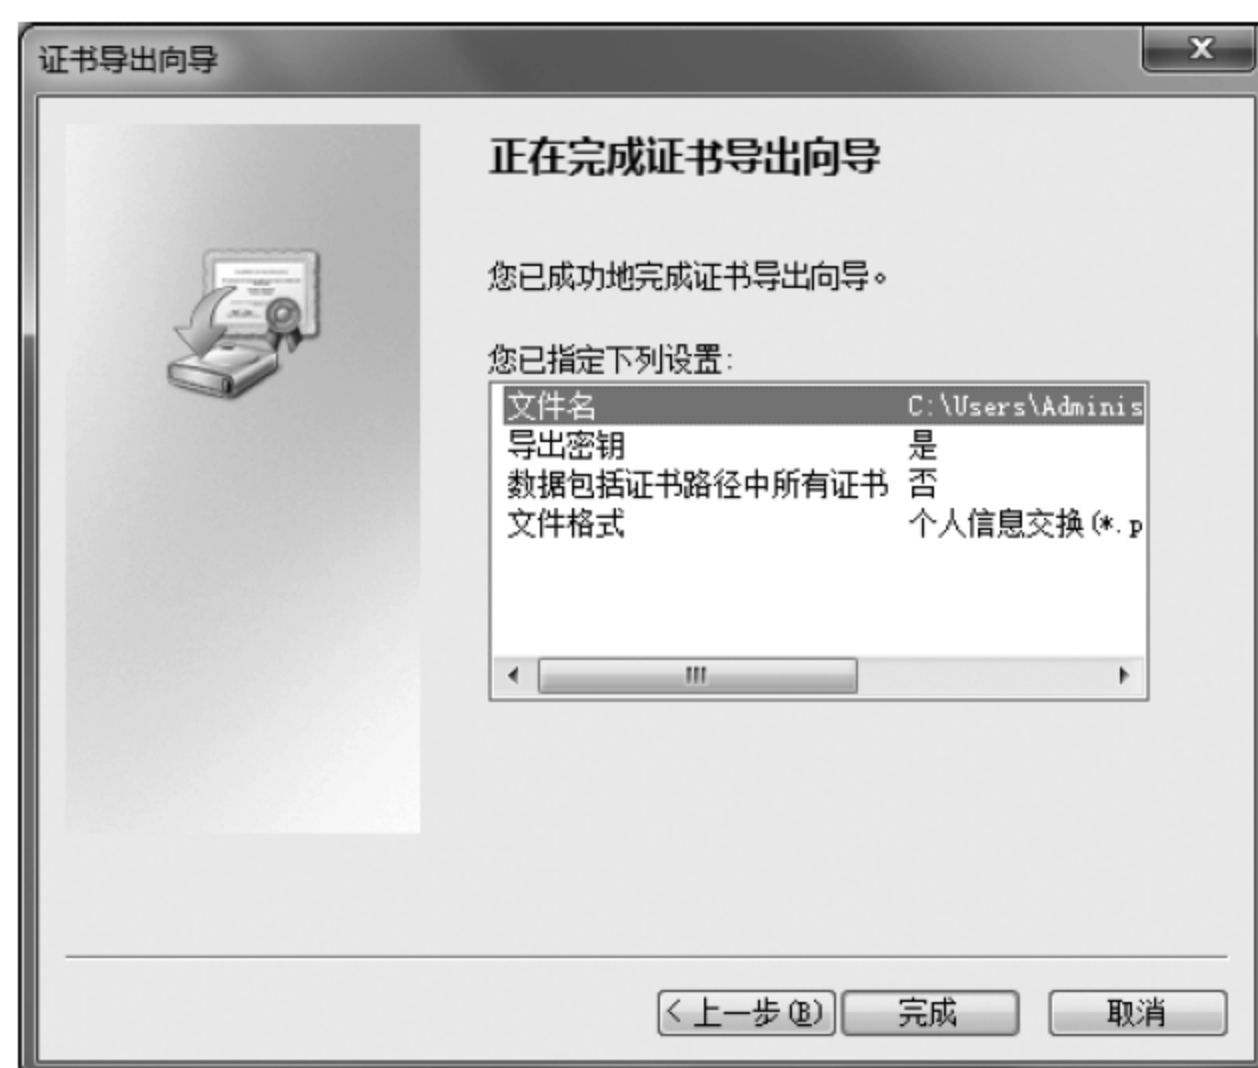 证书导出向导
正在完成证书导出向导
您已成功地完成证书导出向导。
您已指定下列设置:
文件名 C:\Users\Adminis
导出密钥 是
数据包括证书路径中所有证书 否
文件格式 个人信息交换(*.p
<上一步(B) 完成 取消